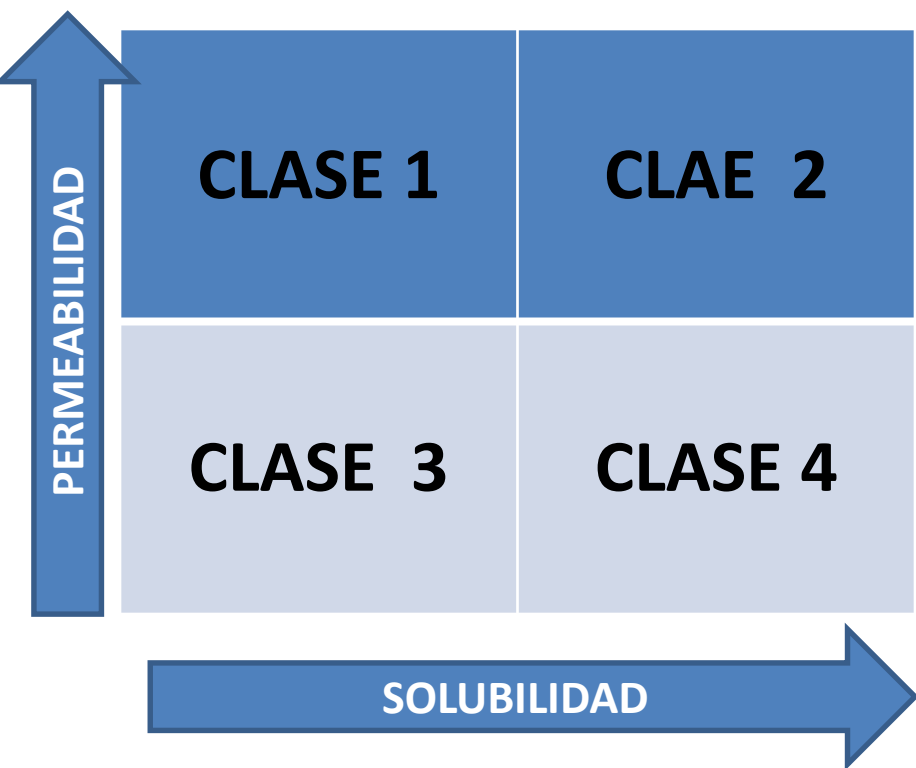 PERMEABILIDAD
CLASE 1
CLAE 2
CLASE 3
CLASE 4
SOLUBILIDAD